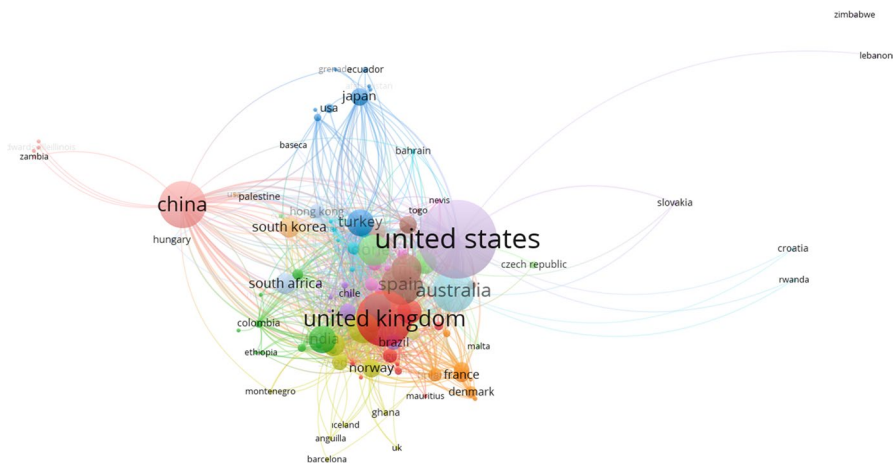 zimbabwe
lebanon
ecuador
japan
usa
baseca
bahrain
zambia
china
palestine
nevis
togo
slovakia
hong kong
turkey
south korea
hungary
united states
croatia
czech republic
rwanda
south africa
spain
australia
chile
united kingdom
colombia
india
brazil
malta
ethiopia
norway
france
montenegro
denmark
mauritius
ghana
iceland
anguilla
uk
barcelona